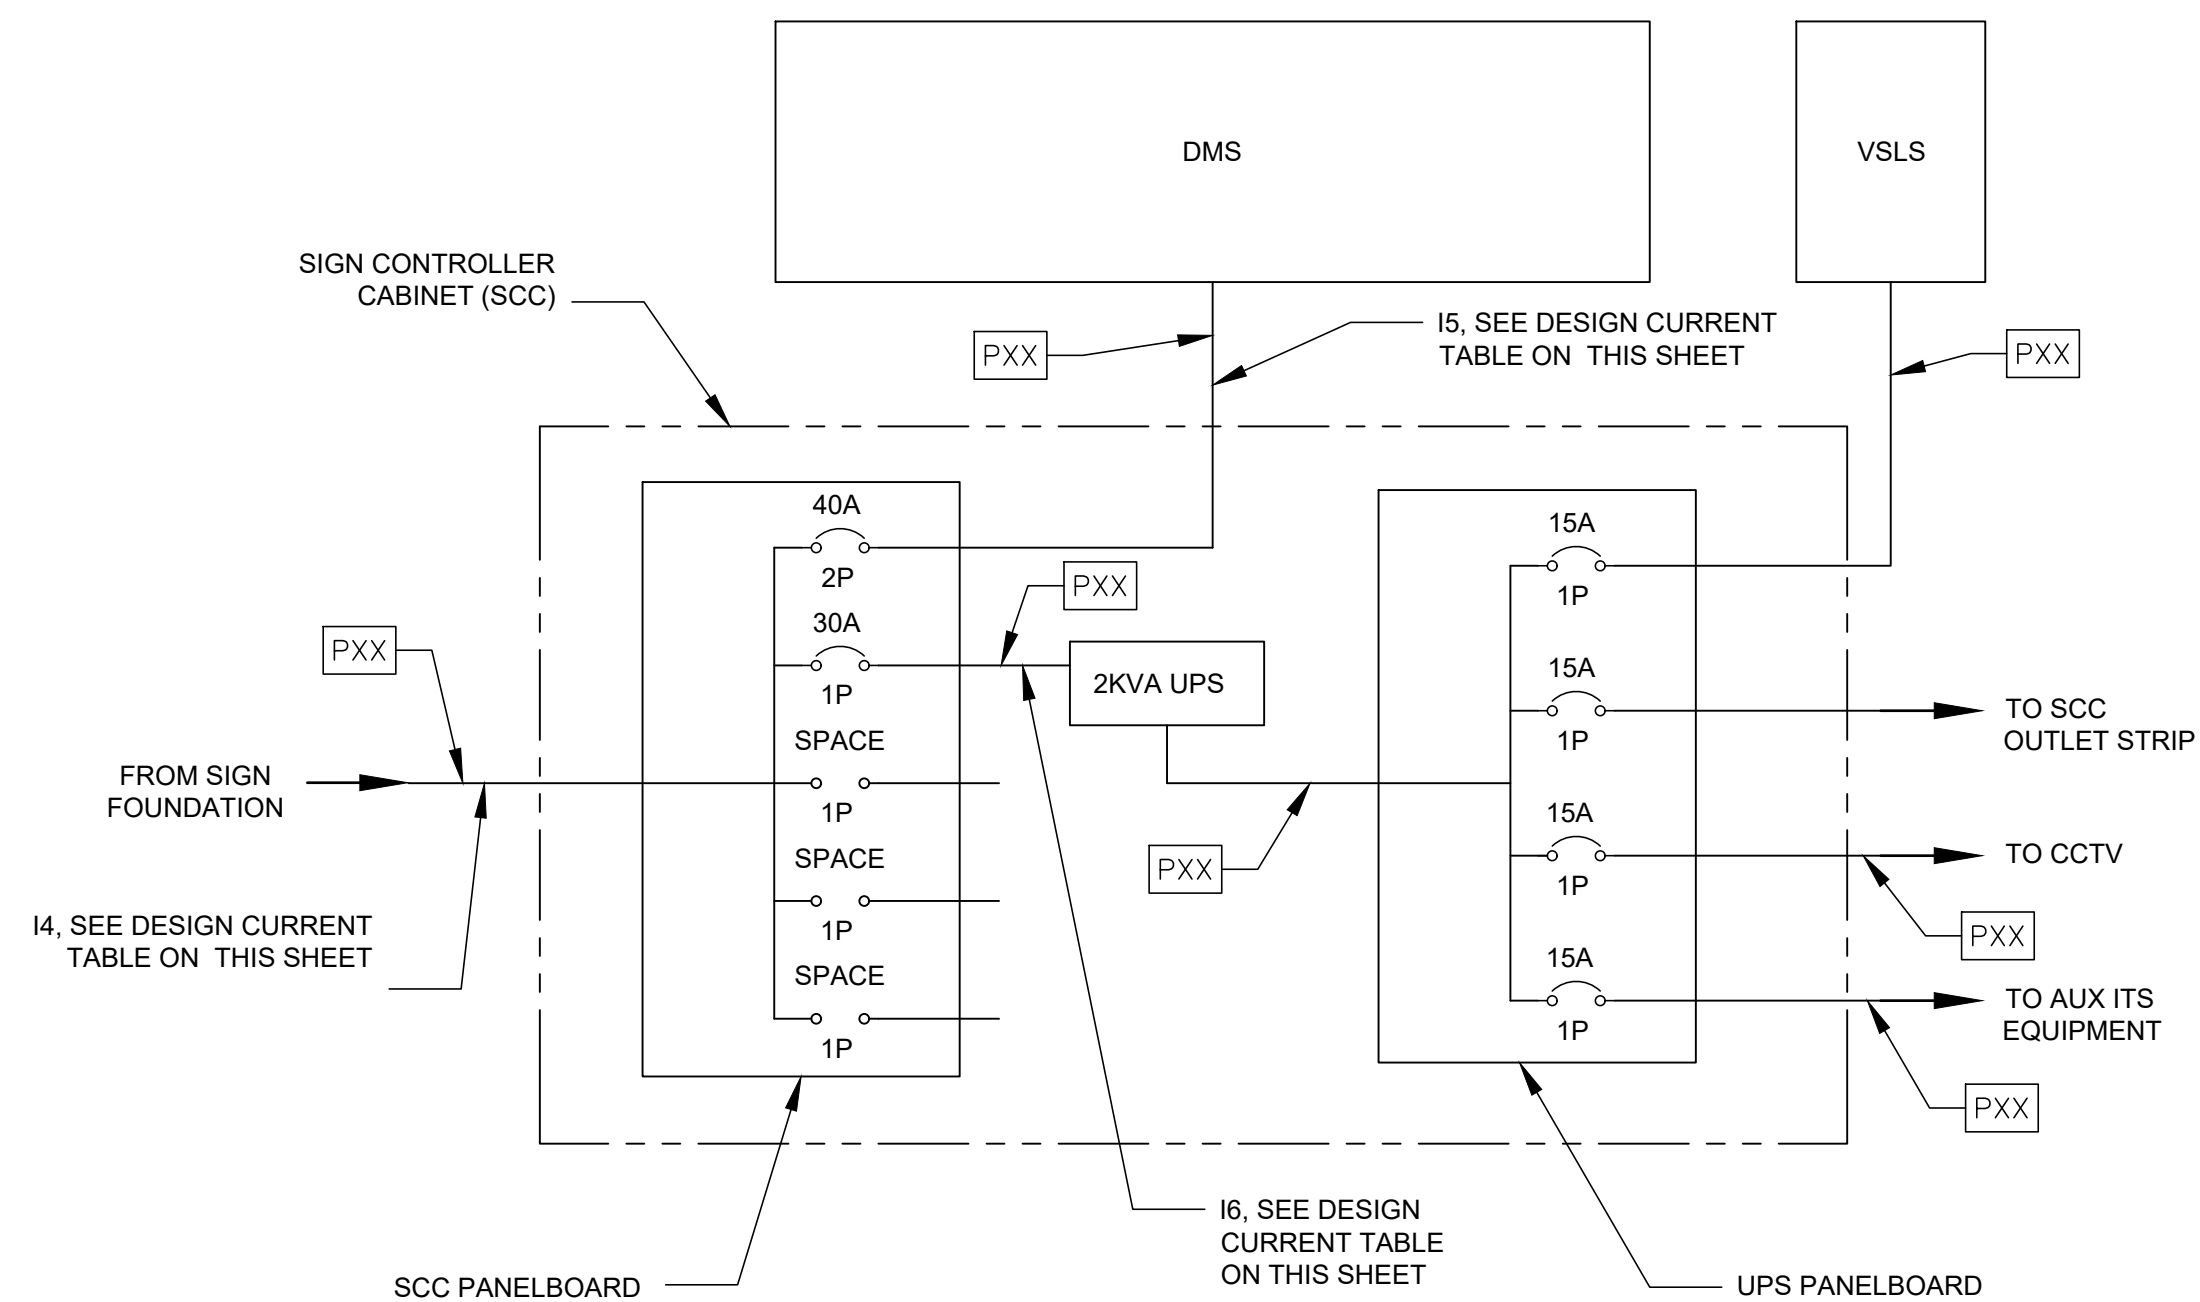 DMS
VSLS
SIGN CONTROLLER
CABINET (SCC)
I5, SEE DESIGN CURRENT
TABLE ON THIS SHEET
PXX
PXX
40A
2P
30A
1P
SPACE
1P
SPACE
1P
SPACE
1P
PXX
PXX
2KVA UPS
PXX
15A
1P
15A
1P
15A
1P
15A
1P
FROM SIGN
FOUNDATION
TO SCC
OUTLET STRIP
TO CCTV
PXX
TO AUX ITS
EQUIPMENT
PXX
I4, SEE DESIGN CURRENT
TABLE ON THIS SHEET
I6, SEE DESIGN
CURRENT TABLE
ON THIS SHEET
SCC PANELBOARD
UPS PANELBOARD